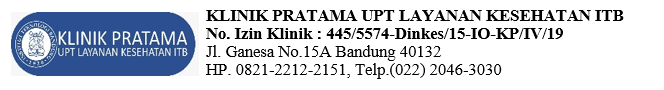 KLINIK PRATAMA
UPT LAYANAN KESEHATAN ITB
KLINIK PRATAMA UPT LAYANAN KESEHATAN ITB
No. Izin Klinik : 445/5574-Dinkes/15-IO-KP/IV/19
Jl. Ganesa No.15A Bandung 40132
HP. 0821-2212-2151, Telp.(022) 2046-3030